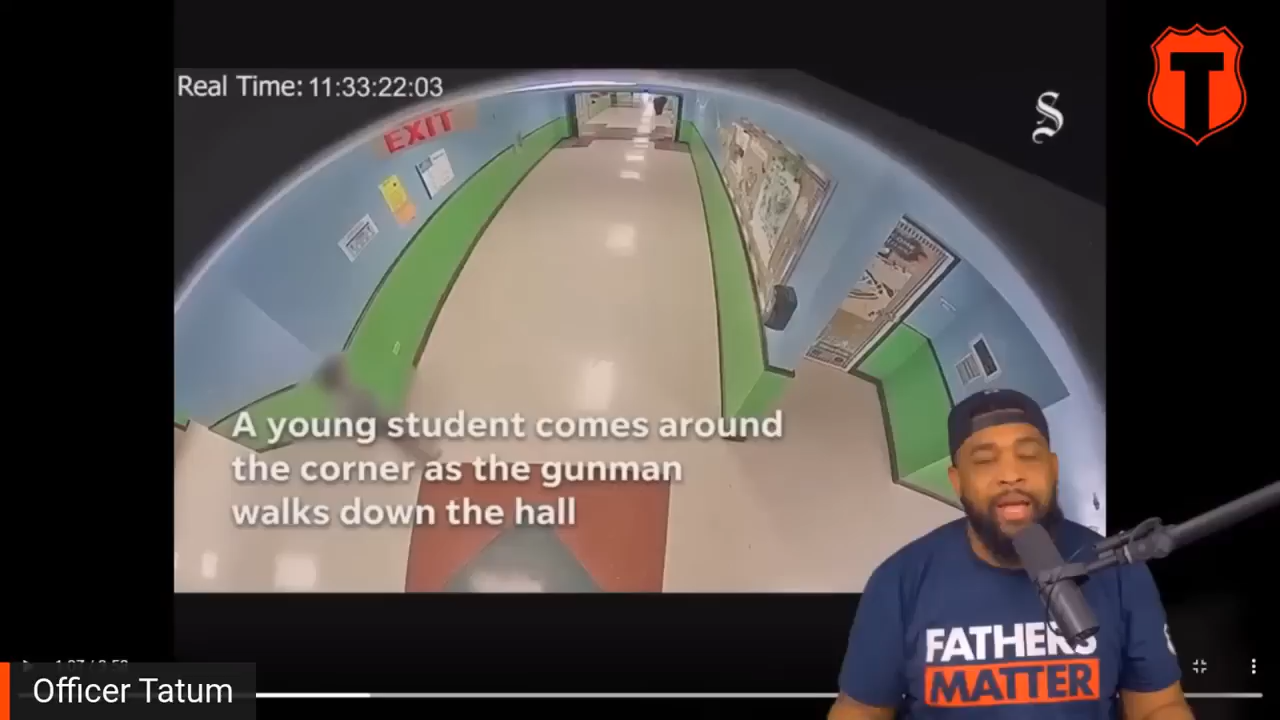 Real Time: 11:33:22:03
S
T
EXIT
A young student comes around
the corner as the gunman
walks down the hall
FATHERS
MATTER
Officer Tatum